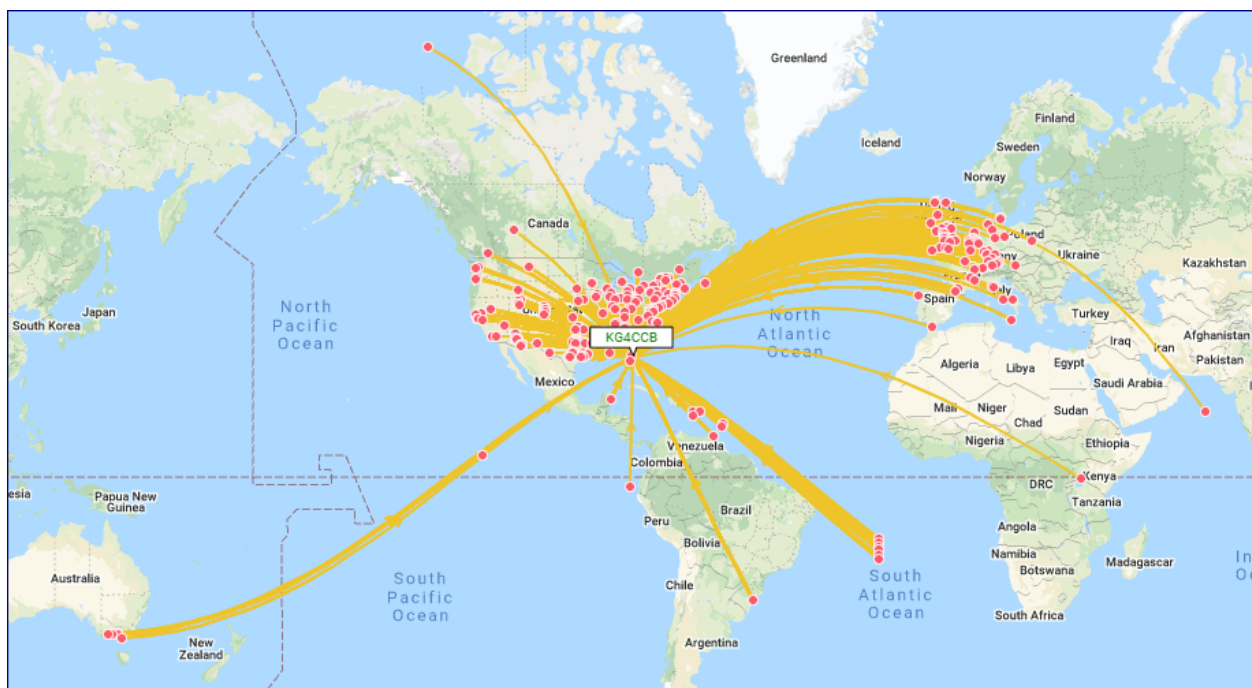 Greenland
Finland
Iceland
Sweden
Norway
Canada
Poland
Ukraine
Kazakhstan
North
Pacific
Ocean
Japan
South Korea
KG4CCB
North
Atlantic
Ocean
Spain
Turkey
Afghanistan
Iraq
Iran
Pakistan
Algeria
Libya
Egypt
Saudi Arabia
Mexico
Mali
Niger
Sudan
Chad
Nigeria
Ethiopia
Venezuela
Colombia
Kenya
DRC
Tanzania
Papua New
Guinea
Peru
Brazil
Bolivia
Angola
Namibia
Botswana
Madagascar
Australia
South
Pacific
Ocean
Chile
South
Atlantic
Ocean
South Africa
New
Zealand
Argentina